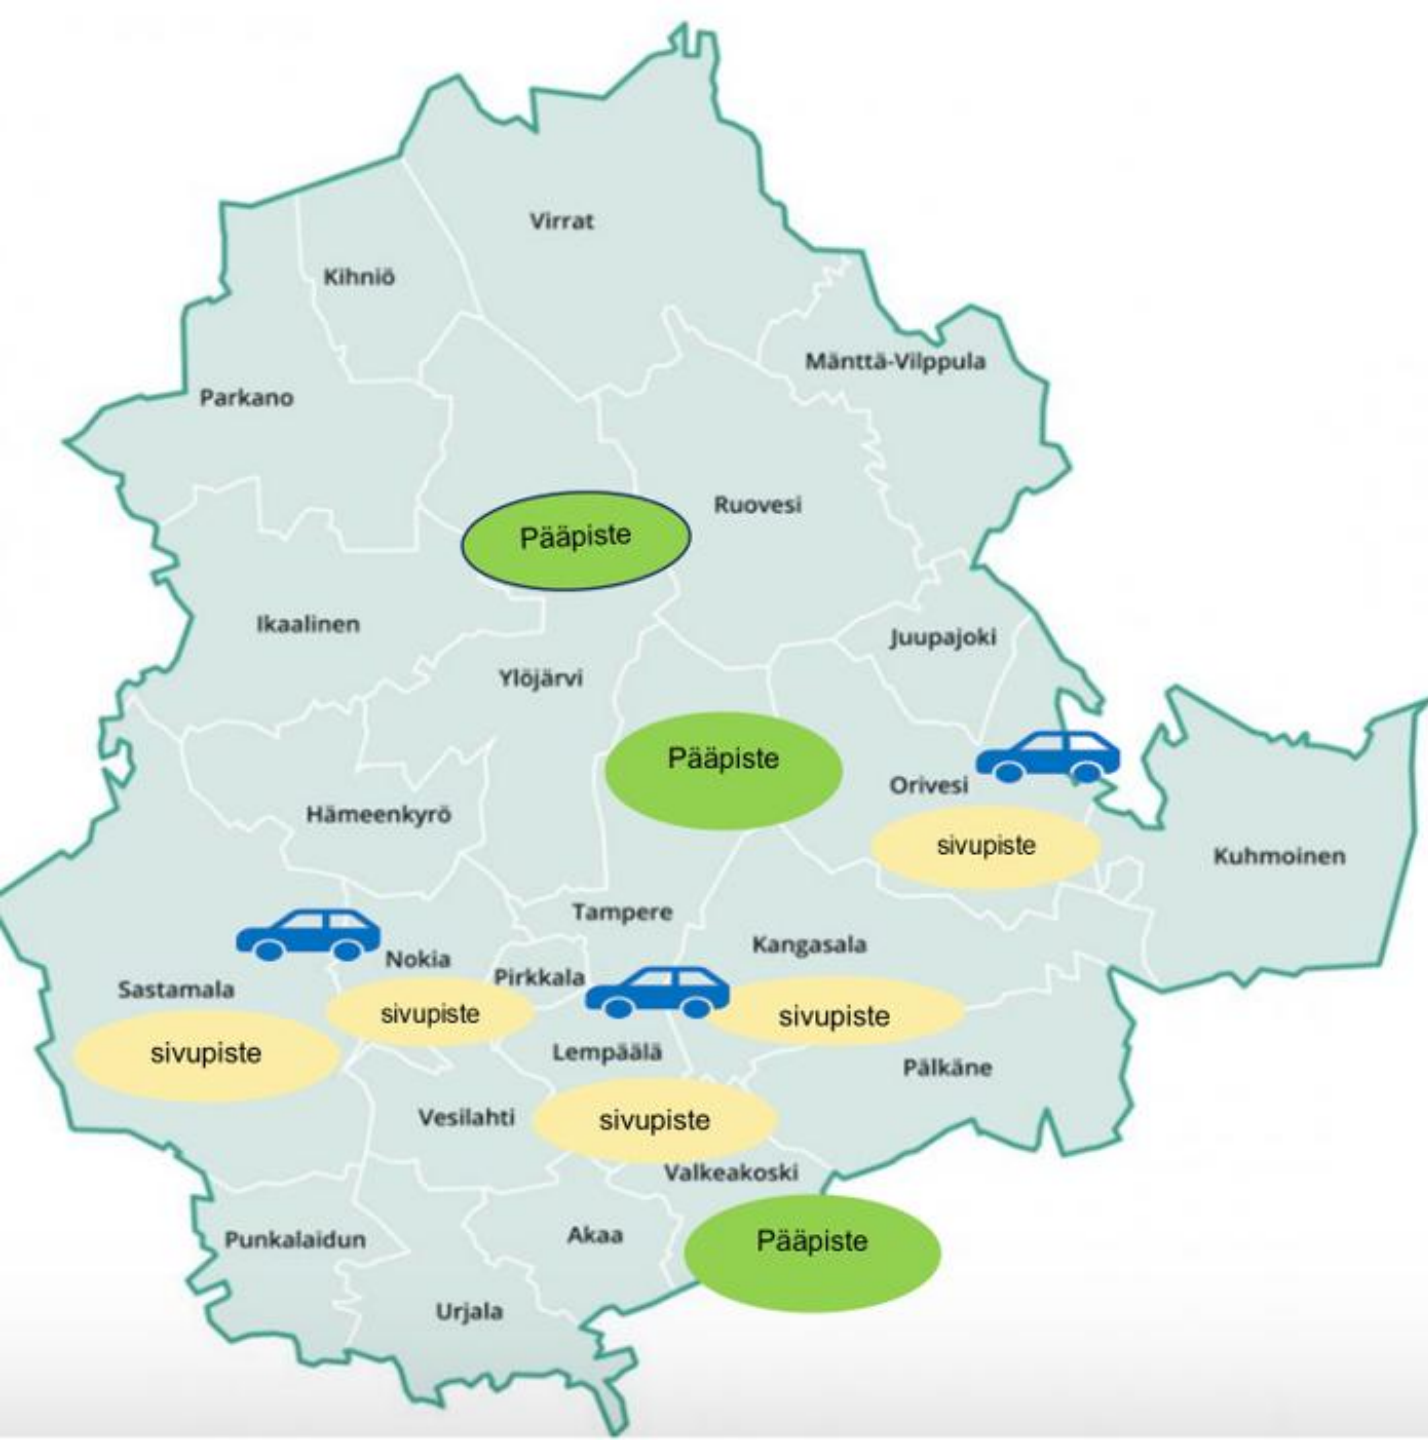 Virrat
Kihniö
Mänttä-Vilppula
Parkano
Ruovesi
Pääpiste
Ikaalinen
Juupajoki
Ylöjärvi
Pääpiste
Orivesi
Hämeenkyrö
sivupiste
Kuhmoinen
Tampere
Kangasala
Nokia
Pirkkala
Sastamala
sivupiste
sivupiste
sivupiste
Lempäälä
Pälkäne
Vesilahti
sivupiste
Valkeakoski
Punkalaidun
Akaa
Pääpiste
Urjala